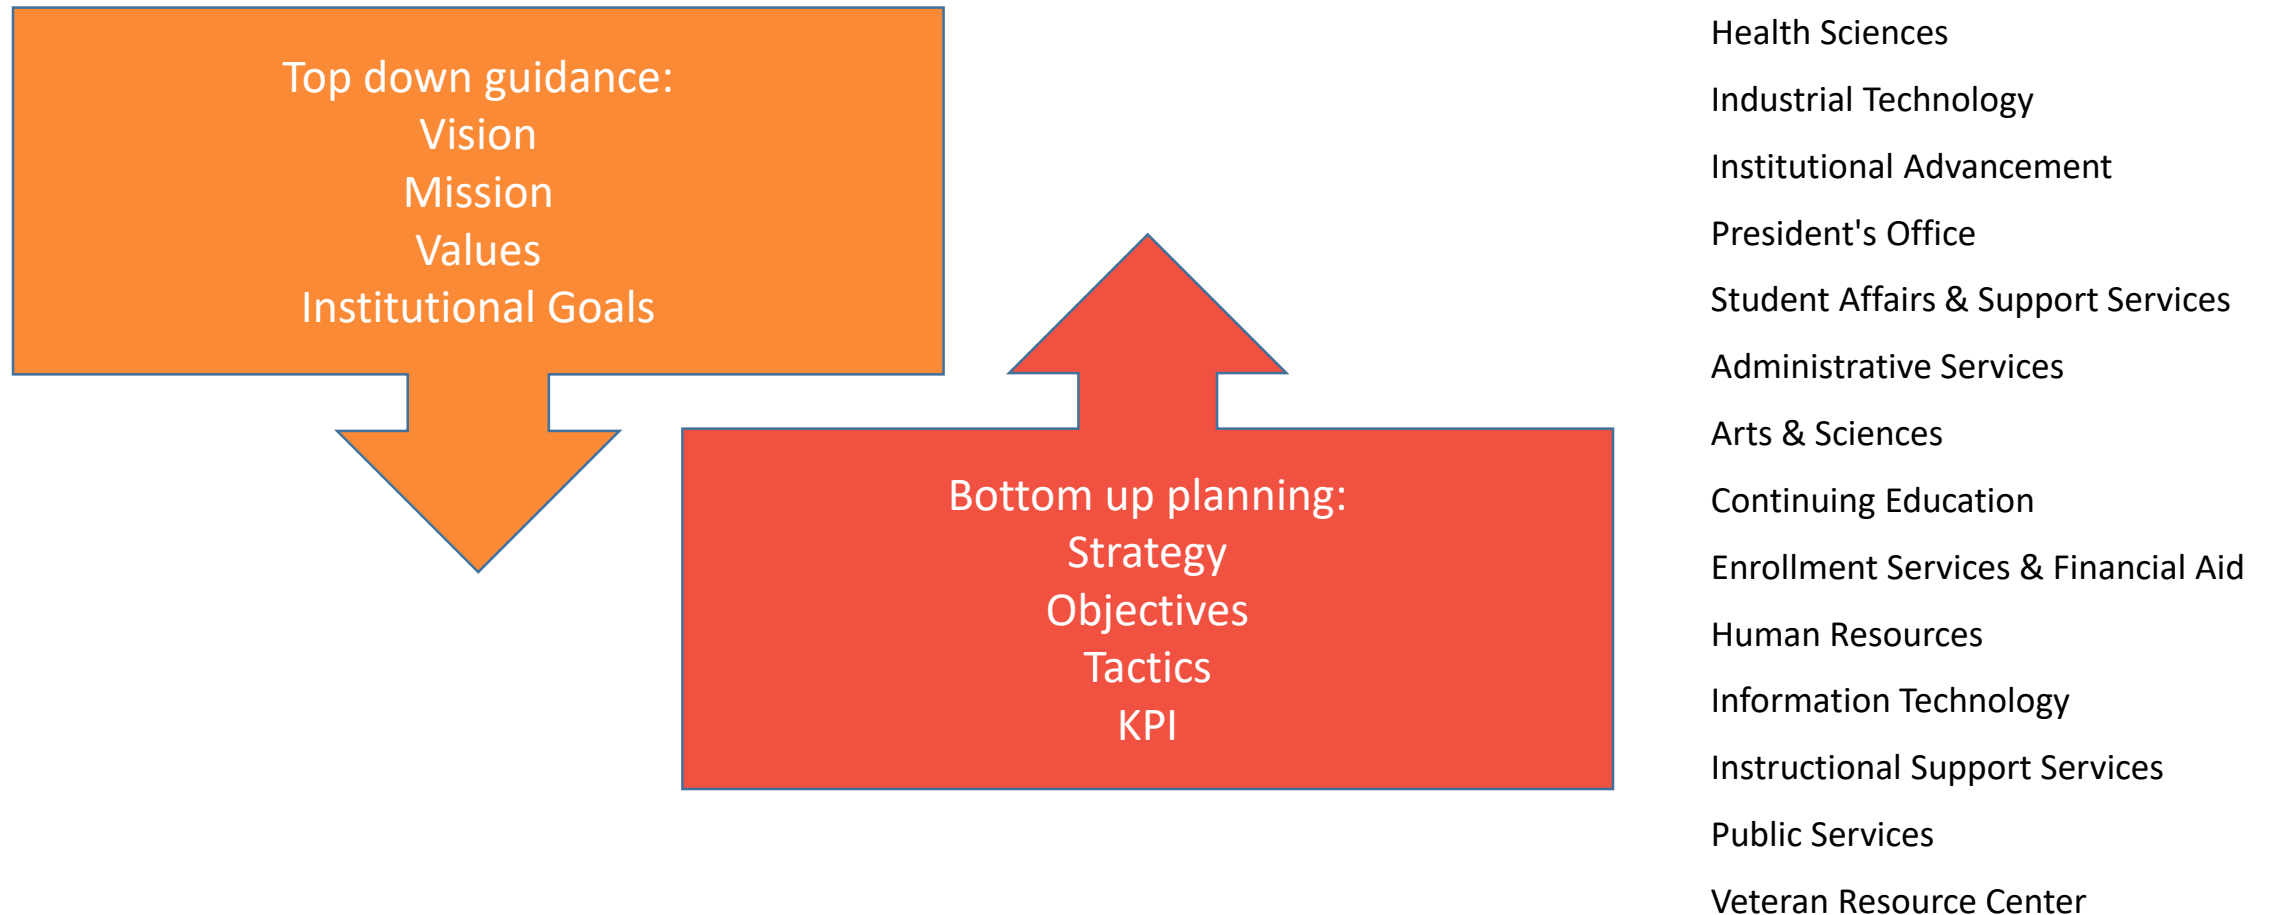 Top down guidance:
Vision
Mission
Values
Institutional Goals
Bottom up planning:
Strategy
Objectives
Tactics
KPI
Health Sciences
Industrial Technology
Institutional Advancement
President's Office
Student Affairs & Support Services
Administrative Services
Arts & Sciences
Continuing Education
Enrollment Services & Financial Aid
Human Resources
Information Technology
Instructional Support Services
Public Services
Veteran Resource Center